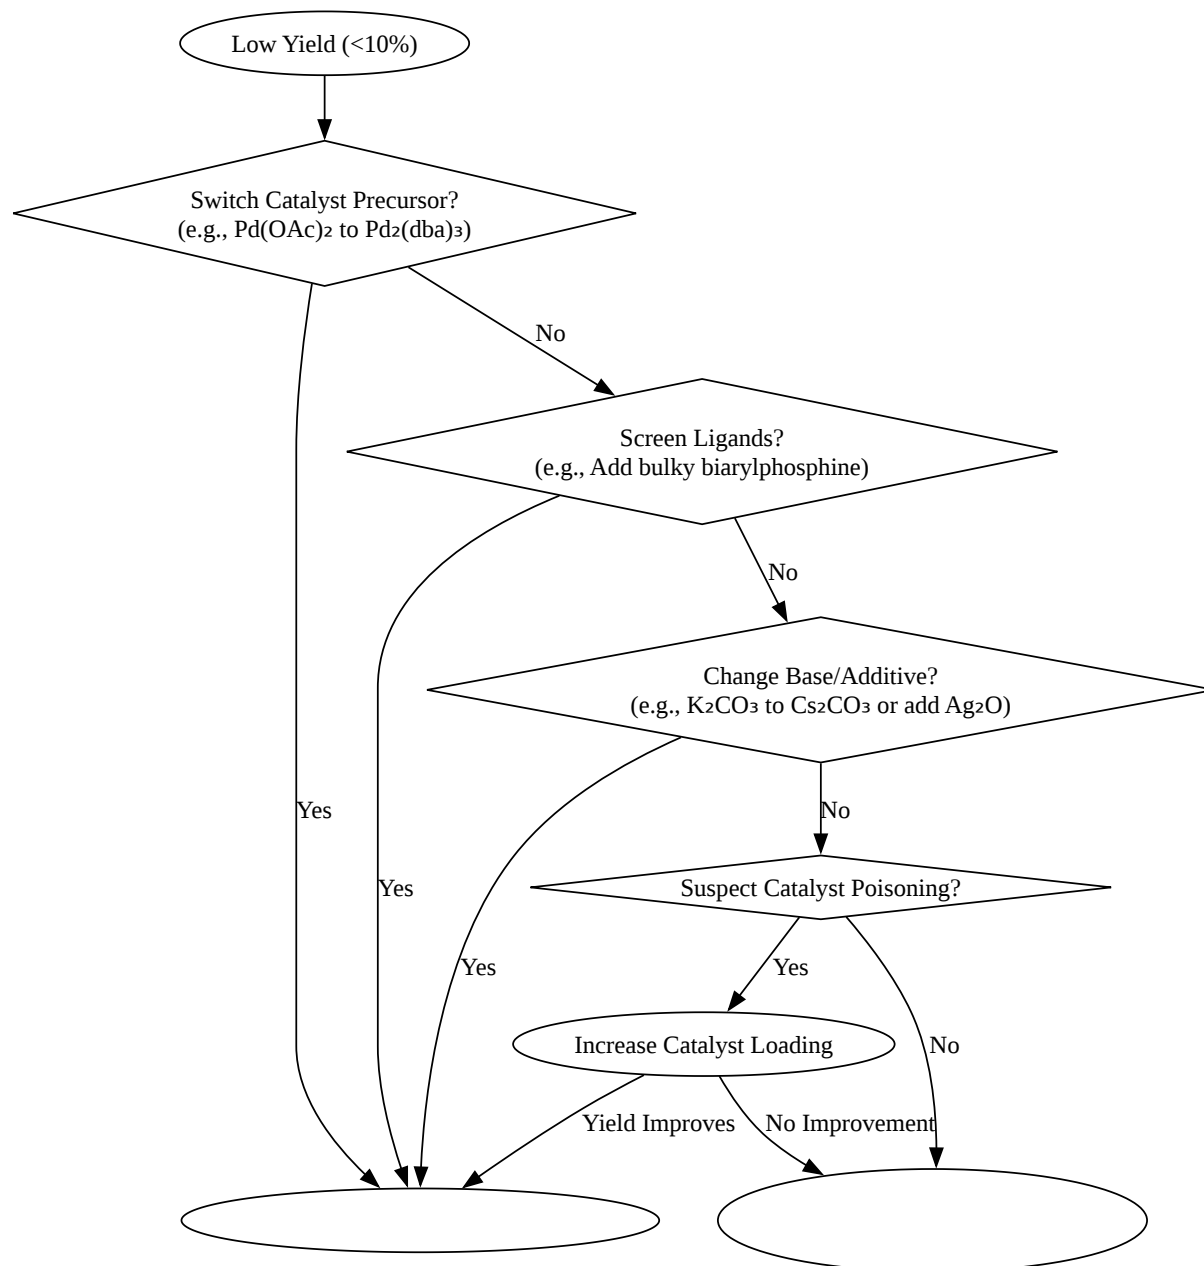 Low Yield (<10%)
Switch Catalyst Precursor?
(e.g., Pd(OAc)₂ to Pd₂(dba)₃)
No
Screen Ligands?
(e.g., Add bulky biarylphosphine)
No
Change Base/Additive?
(e.g., K₂CO₃ to Cs₂CO₃ or add Ag₂O)
Yes
No
Yes
Suspect Catalyst Poisoning?
Yes
Yes
Increase Catalyst Loading
No
Yield Improves
No Improvement